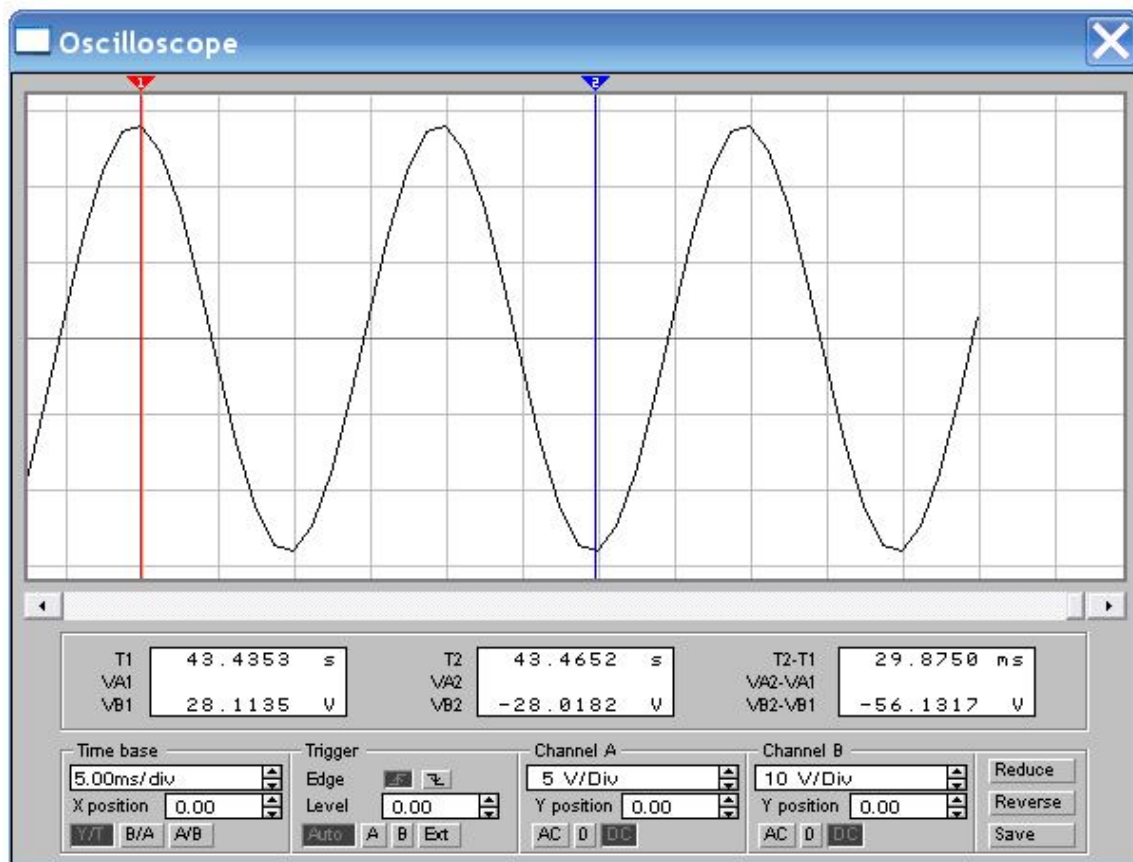 Oscilloscope
1 2
T1 43.4353 s T2 43.4652 s T2-T1 29.8750 ms
VA1 VA2 VA2-VA1
VB1 28.1135 V VB2 -28.0182 V VB2-VB1 -56.1317 V
Time base Trigger Channel A Channel B
5.00ms/div Edge 5 V/Div 10 V/Div Reduce
X position 0.00 Level 0.00 Y position 0.00 Y position 0.00 Reverse
Y/T B/A A/B Auto A B Ext AC 0 DC AC 0 DC Save